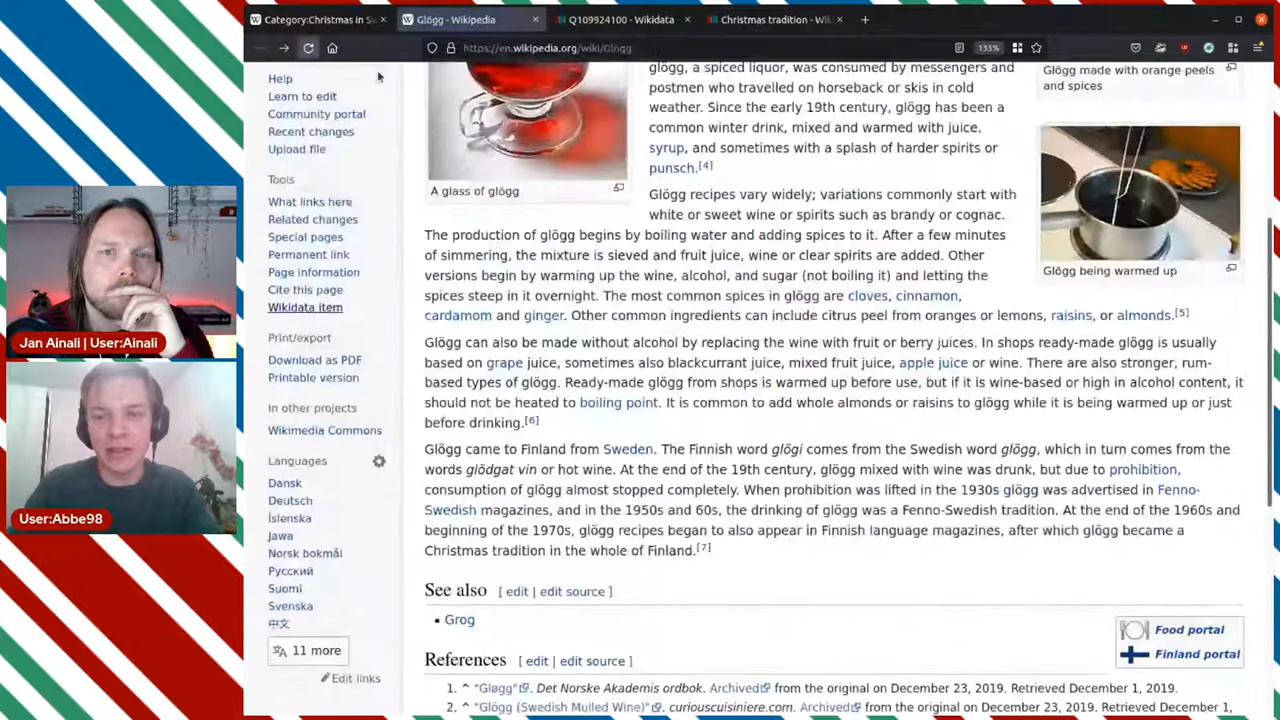 Category:Christmas in Sw
Glögg - Wikipedia
Q109924100 - Wikidata
Christmas tradition - Wiki
https://en.wikipedia.org/wiki/Glögg
133%
Help
Learn to edit
Community portal
Recent changes
Upload file
Tools
What links here
Related changes
Special pages
Permanent link
Page information
Cite this page
Wikidata item
Print/export
Download as PDF
Printable version
In other projects
Wikimedia Commons
Languages
Dansk
Deutsch
Íslenska
Jawa
Norsk bokmål
Русский
Suomi
Svenska
中文
11 more
Edit links
A glass of glögg
glögg, a spiced liquor, was consumed by messengers and
postmen who travelled on horseback or skis in cold
weather. Since the early 19th century, glögg has been a
common winter drink, mixed and warmed with juice,
syrup, and sometimes with a splash of harder spirits or
punsch.[4]
Glögg made with orange peels
and spices
Glögg being warmed up
Glögg recipes vary widely; variations commonly start with
white or sweet wine or spirits such as brandy or cognac.
The production of glögg begins by boiling water and adding spices to it. After a few minutes
of simmering, the mixture is sieved and fruit juice, wine or clear spirits are added. Other
versions begin by warming up the wine, alcohol, and sugar (not boiling it) and letting the
spices steep in it overnight. The most common spices in glögg are cloves, cinnamon,
cardamom and ginger. Other common ingredients can include citrus peel from oranges or lemons, raisins, or almonds.[5]
Glögg can also be made without alcohol by replacing the wine with fruit or berry juices. In shops ready-made glögg is usually
based on grape juice, sometimes also blackcurrant juice, mixed fruit juice, apple juice or wine. There are also stronger, rum-
based types of glögg. Ready-made glögg from shops is warmed up before use, but if it is wine-based or high in alcohol content, it
should not be heated to boiling point. It is common to add whole almonds or raisins to glögg while it is being warmed up or just
before drinking.[6]
Glögg came to Finland from Sweden. The Finnish word glögi comes from the Swedish word glögg, which in turn comes from the
words glödgat vin or hot wine. At the end of the 19th century, glögg mixed with wine was drunk, but due to prohibition,
consumption of glögg almost stopped completely. When prohibition was lifted in the 1930s glögg was advertised in Fenno-
Swedish magazines, and in the 1950s and 60s, the drinking of glögg was a Fenno-Swedish tradition. At the end of the 1960s and
beginning of the 1970s, glögg recipes began to also appear in Finnish language magazines, after which glögg became a
Christmas tradition in the whole of Finland.[7]
See also [ edit | edit source ]
• Grog
Food portal
Finland portal
References [ edit | edit source ]
1. ^ "Gløgg". Det Norske Akademis ordbok. Archived from the original on December 23, 2019. Retrieved December 1, 2019.
2. ^ "Glögg (Swedish Mulled Wine)". curiouscuisiniere.com. Archived from the original on December 23, 2019. Retrieved December 1,
Jan Ainali | User:Ainali
User:Abbe98